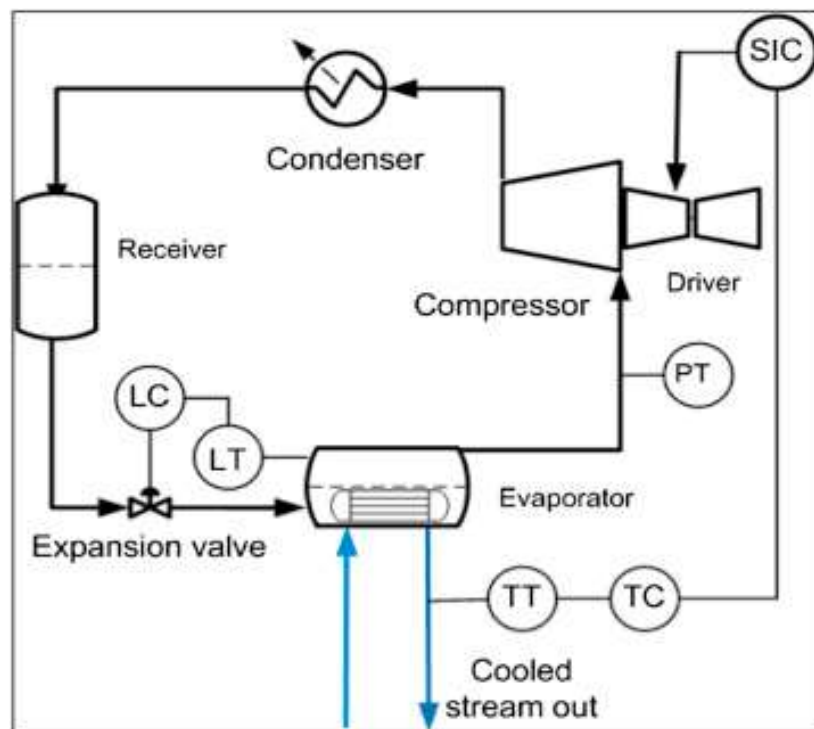 SIC
Condenser
Receiver
Driver
Compressor
PT
LC
LT
Evaporator
Expansion valve
TT
TC
Cooled
stream out